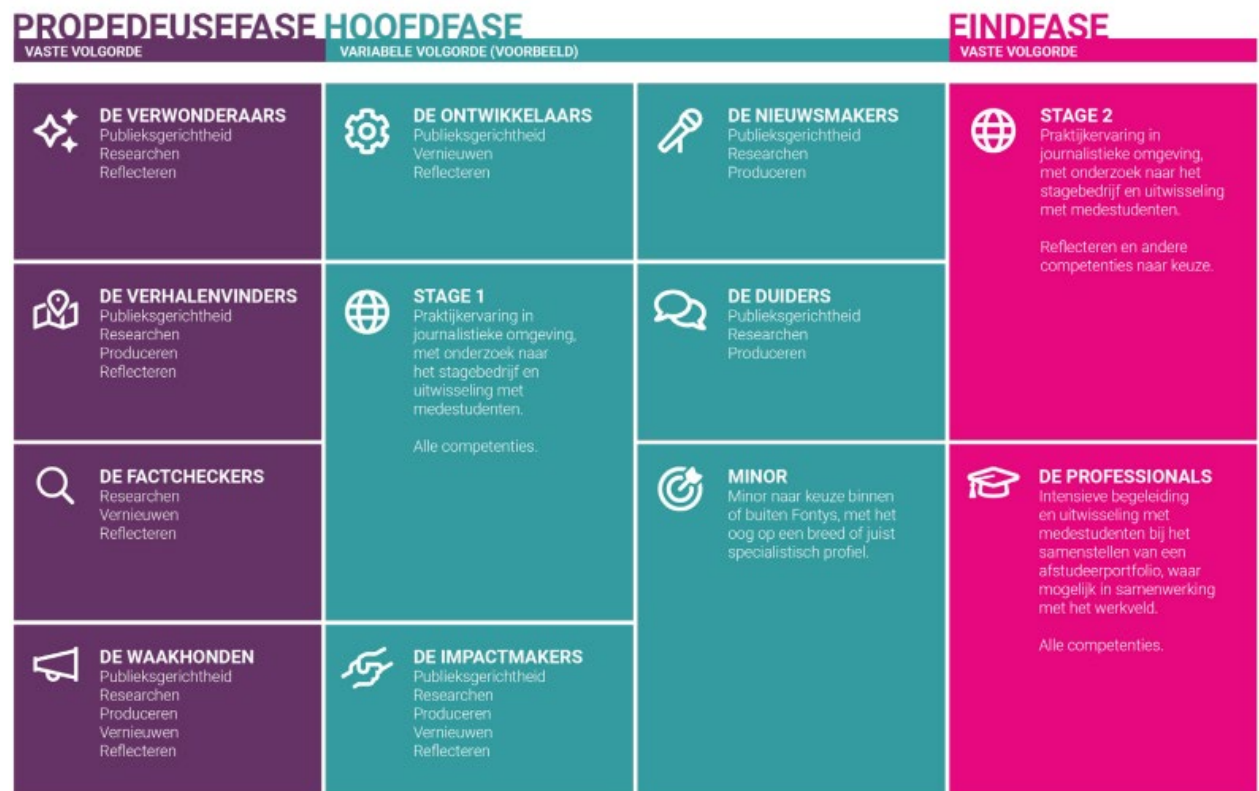 PROPEDEUSEFASE
VASTE VOLGORDE
HOOFDFASE
VARIABELE VOLGORDE (VOORBEELD)
EINDFASE
VASTE VOLGORDE
DE VERWONDERAARS
Publieksgerichtheid
Researchen
Reflecteren
DE VERHALENVINDERS
Publieksgerichtheid
Researchen
Produceren
Reflecteren
DE FACTCHECKERS
Researchen
Vernieuwen
Reflecteren
DE WAAKHONDEN
Publieksgerichtheid
Researchen
Produceren
Vernieuwen
Reflecteren
DE ONTWIKKELAARS
Publieksgerichtheid
Vernieuwen
Reflecteren
STAGE 1
Praktijkervaring in
journalistieke omgeving,
met onderzoek naar
het stagebedrijf en
uitwisseling met
medestudenten.
Alle competenties.
DE IMPACTMAKERS
Publieksgerichtheid
Researchen
Produceren
Vernieuwen
Reflecteren
DE NIEUWSMAKERS
Publieksgerichtheid
Researchen
Produceren
DE DUIDERS
Publieksgerichtheid
Researchen
Produceren
MINOR
Minor naar keuze binnen
of buiten Fontys, met het
oog op een breed of juist
specialistisch profiel.
STAGE 2
Praktijkervaring in
journalistieke omgeving,
met onderzoek naar het
stagebedrijf en uitwisseling
met medestudenten.
Reflecteren en andere
competenties naar keuze.
DE PROFESSIONALS
Intensieve begeleiding
en uitwisseling met
medestudenten bij het
samenstellen van een
afstudeerportfolio, waar
mogelijk in samenwerking
met het werkveld.
Alle competenties.